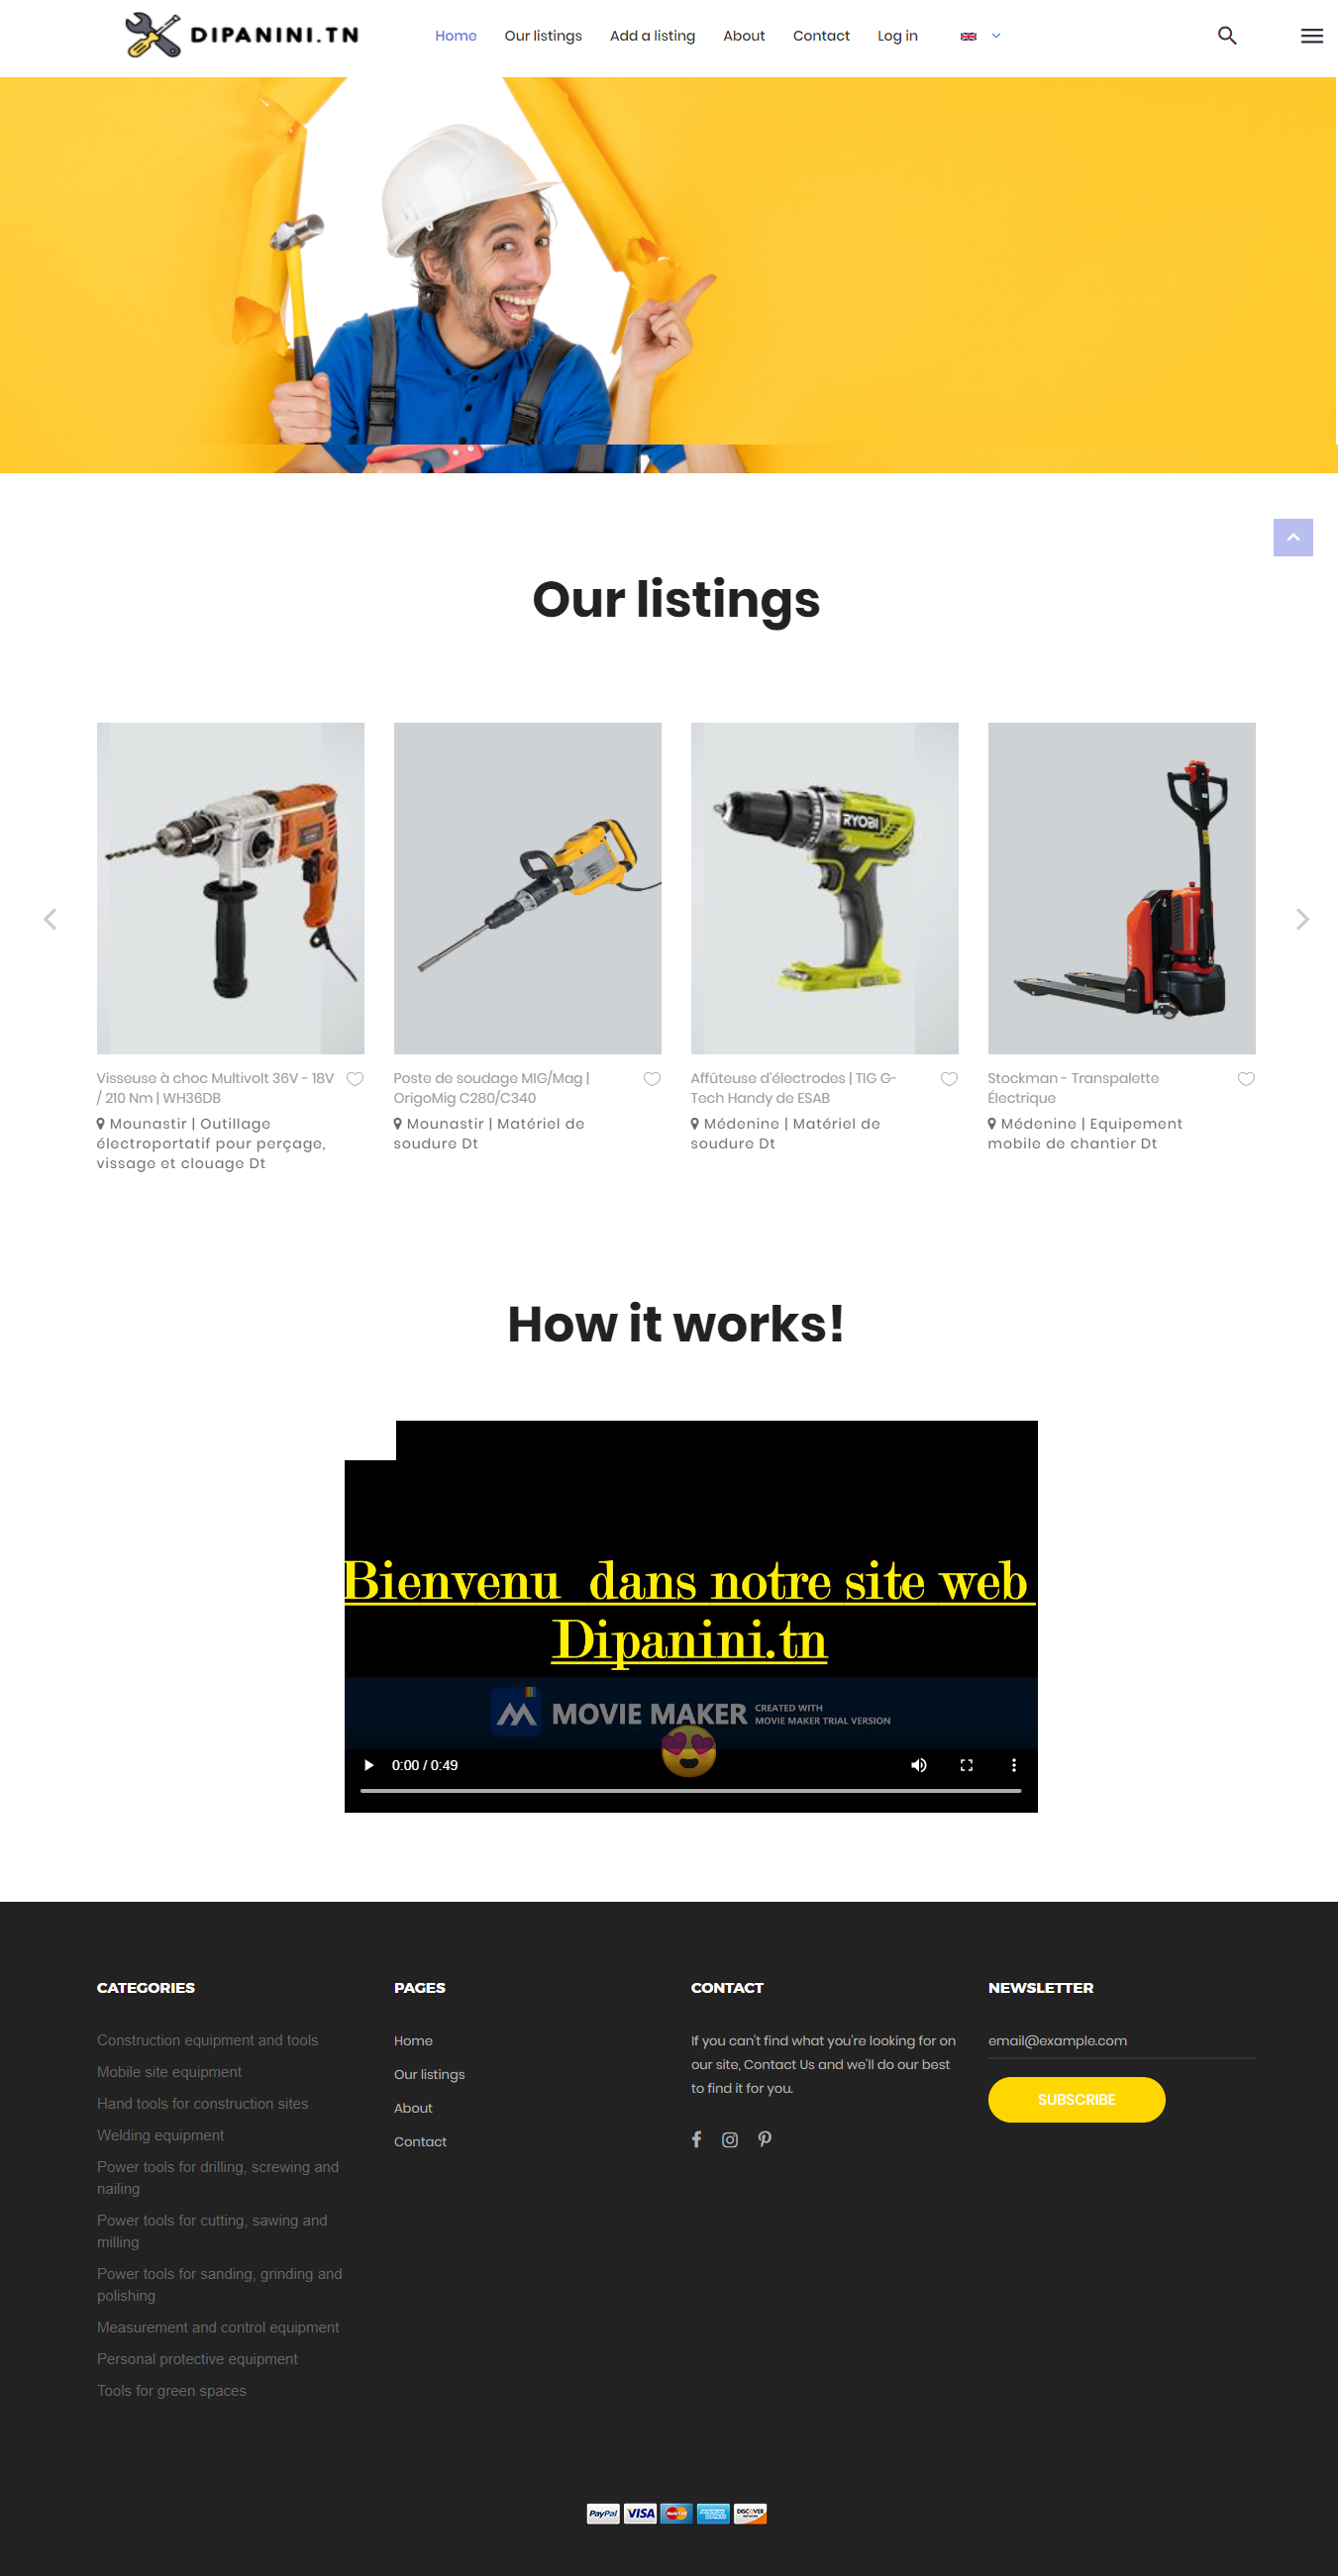 DIPANINI.TN
Home
Our listings
Add a listing
About
Contact
Log in
Our listings
RYOBI
Visseuse à choc Multivolt 36V - 18V
/ 210 Nm | WH36DB
Mounastir | Outillage
électroportatif pour perçage,
vissage et clouage Dt
Poste de soudage MIG/Mag |
OrigoMig C280/C340
Mounastir | Matériel de
soudure Dt
Affûteuse d'électrodes | TIG G-
Tech Handy de ESAB
Médenine | Matériel de
soudure Dt
Stockman - Transpalette
Électrique
Médenine | Equipement
mobile de chantier Dt
How it works!
Bienvenu dans notre site web
Dipanini.tn
MOVIE MAKER
CREATED WITH
MOVIE MAKER TRIAL VERSION
0:00 / 0:49
CATEGORIES
Construction equipment and tools
Mobile site equipment
Hand tools for construction sites
Welding equipment
Power tools for drilling, screwing and
nailing
Power tools for cutting, sawing and
milling
Power tools for sanding, grinding and
polishing
Measurement and control equipment
Personal protective equipment
Tools for green spaces
PAGES
Home
Our listings
About
Contact
CONTACT
If you can't find what you're looking for on
our site, Contact Us and we'll do our best
to find it for you.
NEWSLETTER
email@example.com
SUBSCRIBE
PayPal
VISA
MasterCard
DISCOVER